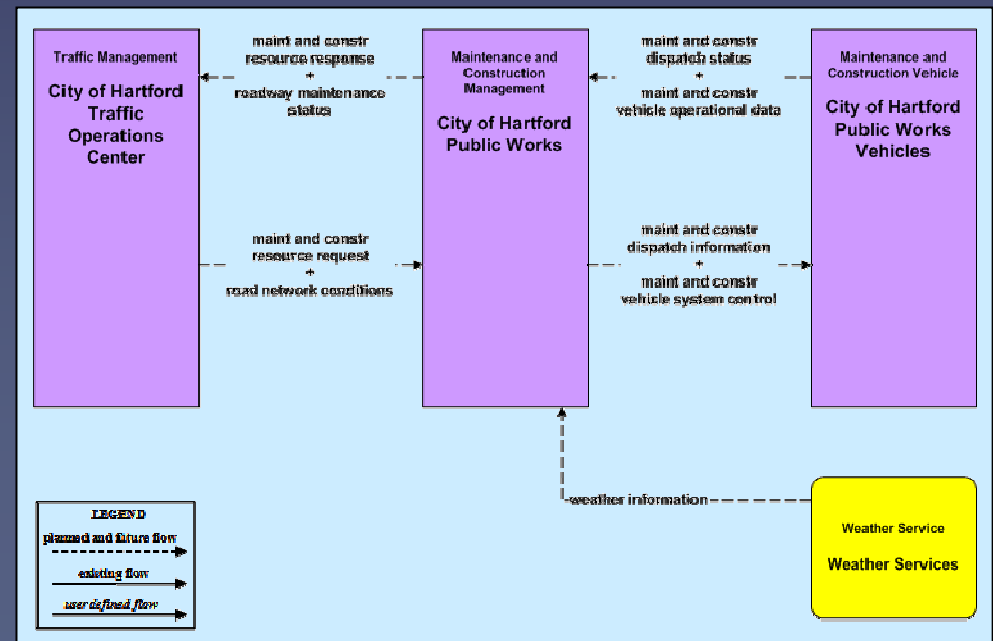 Traffic Management
City of Hartford
Traffic
Operations
Center
maint and constr
resource response
+
roadway maintenance
status
maint and constr
resource request
+
road network conditions
Maintenance and
Construction
Management
City of Hartford
Public Works
maint and constr
dispatch status
+
maint and constr
vehicle operational data
maint and constr
dispatch information
+
maint and constr
vehicle system control
Maintenance and
Construction Vehicle
City of Hartford
Public Works
Vehicles
weather information
Weather Service
Weather Services
LEGEND
planned and future flow
existing flow
user defined flow